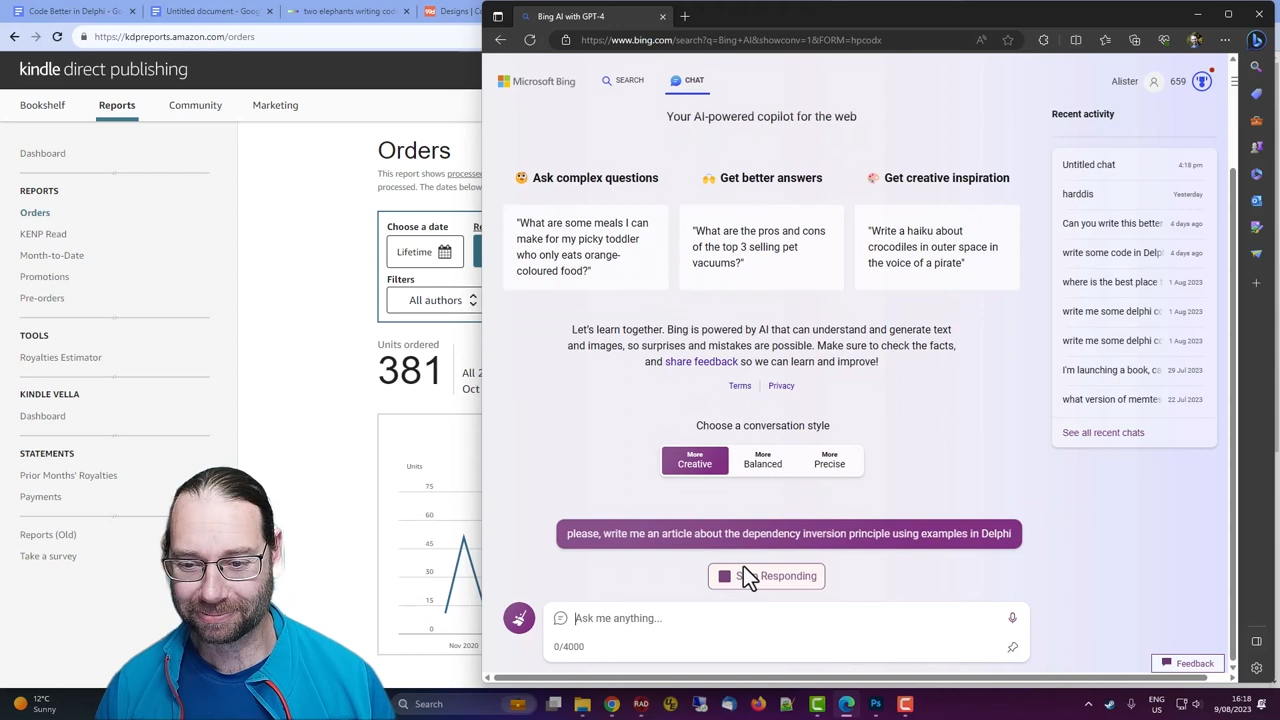 Code Better in Del
Untitled document - Goog
two elephants writing code
Designs | C
Bing AI with GPT-4
https://kdpreports.amazon.com/orders
https://www.bing.com/search?q=Bing+AI&showconv=1&FORM=hpcodx
kindle direct publishing
Bookshelf
Reports
Community
Marketing
Dashboard
REPORTS
Orders
KENP Read
Month-to-Date
Promotions
Pre-orders
TOOLS
Royalties Estimator
KINDLE VELLA
Dashboard
STATEMENTS
Prior Months' Royalties
Payments
Reports (Old)
Take a survey
Orders
This report shows processe
processed. The dates below
Choose a date
Re
Lifetime
Filters
All authors
Units ordered
381
All 2
Oct
Units
75
60
45
30
15
0
Nov 2020
Microsoft Bing
SEARCH
CHAT
Alister
659
Your AI-powered copilot for the web
Ask complex questions
Get better answers
Get creative inspiration
"What are some meals I can
make for my picky toddler
who only eats orange-
coloured food?"
"What are the pros and cons
of the top 3 selling pet
vacuums?"
"Write a haiku about
crocodiles in outer space in
the voice of a pirate"
Let's learn together. Bing is powered by AI that can understand and generate text
and images, so surprises and mistakes are possible. Make sure to check the facts,
and share feedback so we can learn and improve!
Terms
Privacy
Choose a conversation style
More
Creative
More
Balanced
More
Precise
please, write me an article about the dependency inversion principle using examples in Delphi
Responding
Ask me anything...
0/4000
Recent activity
Untitled chat
4:18 pm
harddis
Yesterday
Can you write this better
4 days ago
write some code in Delp
4 days ago
where is the best place
1 Aug 2023
write me some delphi c
1 Aug 2023
write me some delphi c
1 Aug 2023
I'm launching a book, ca
29 Jul 2023
what version of memtes
22 Jul 2023
See all recent chats
Feedback
12°C
Sunny
Search
RAD
ENG
US
16:18
9/08/2023